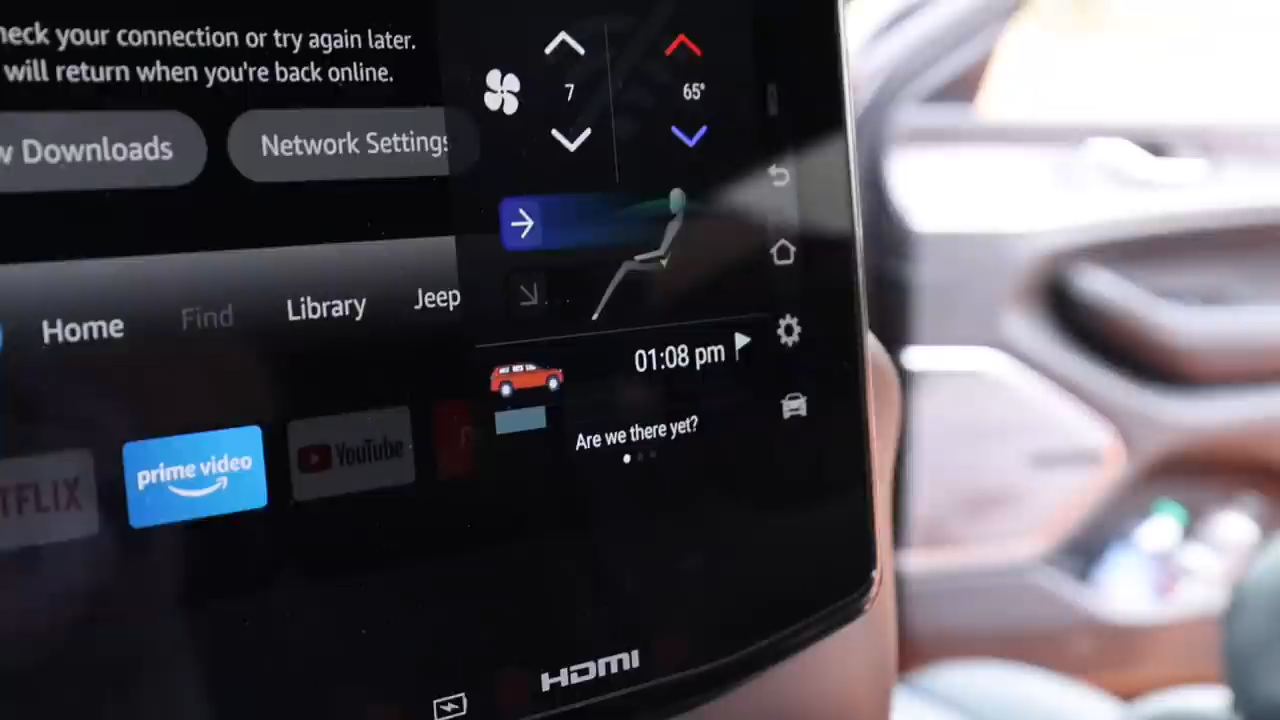 heck your connection or try again later.
will return when you're back online.
w Downloads
Network Settings
7
65°
Home
Find
Library
Jeep
01:08 pm
Are we there yet?
TFLIX
prime video
YouTube
HDMI